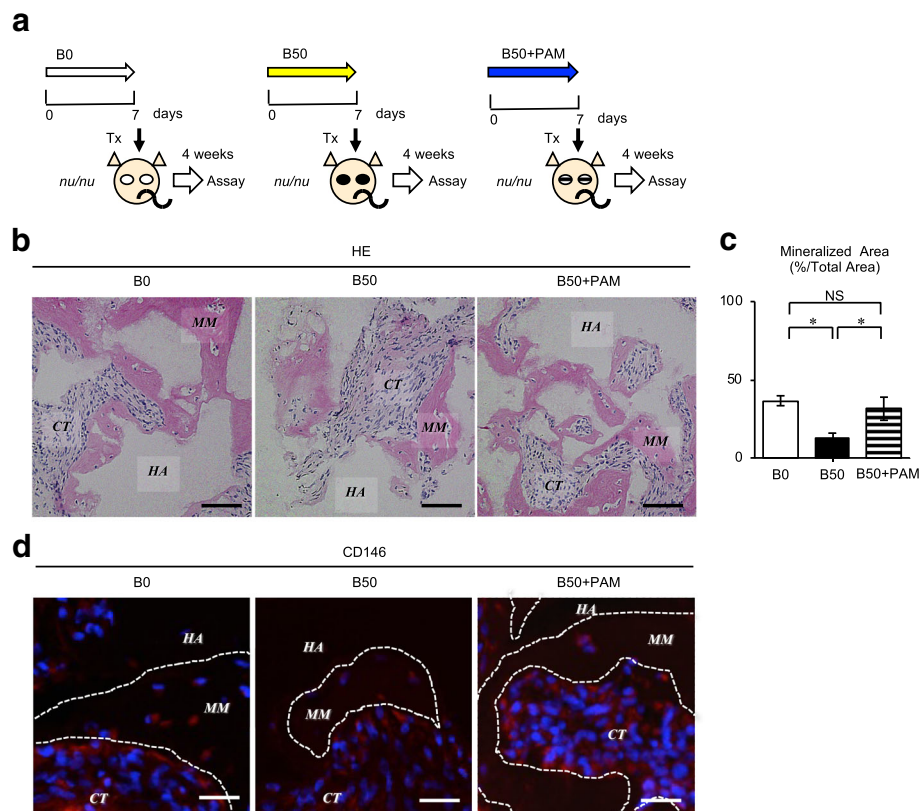 a
B0
B50
B50+PAM
0 7 days
0 7 days
0 7 days
Tx
4 weeks
nu/nu
Assay
Tx
4 weeks
nu/nu
Assay
Tx
4 weeks
nu/nu
Assay
b
HE
B0 B50 B50+PAM
MM
CT
HA
CT
MM
HA
HA
MM
CT
c
Mineralized Area
(%/Total Area)
100
NS
* *
50
0
B0 B50 B50+PAM
d
CD146
B0 B50 B50+PAM
HA
MM
CT
HA
MM
CT
HA
MM
CT